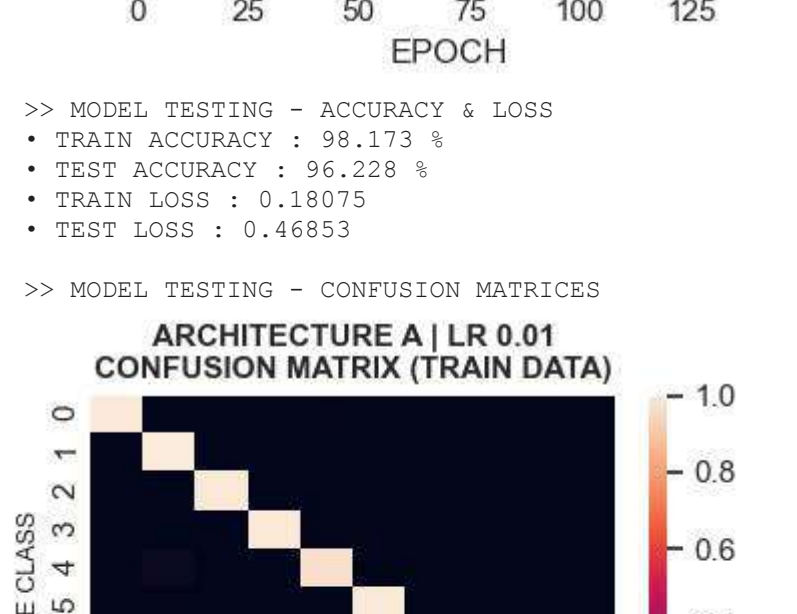 0 25 50 75 100 125
EPOCH
>> MODEL TESTING - ACCURACY & LOSS
• TRAIN ACCURACY : 98.173 %
• TEST ACCURACY : 96.228 %
• TRAIN LOSS : 0.18075
• TEST LOSS : 0.46853
>> MODEL TESTING - CONFUSION MATRICES
ARCHITECTURE A | LR 0.01
CONFUSION MATRIX (TRAIN DATA)
0
1
2
3
4
5
E CLASS
1.0
0.8
0.6